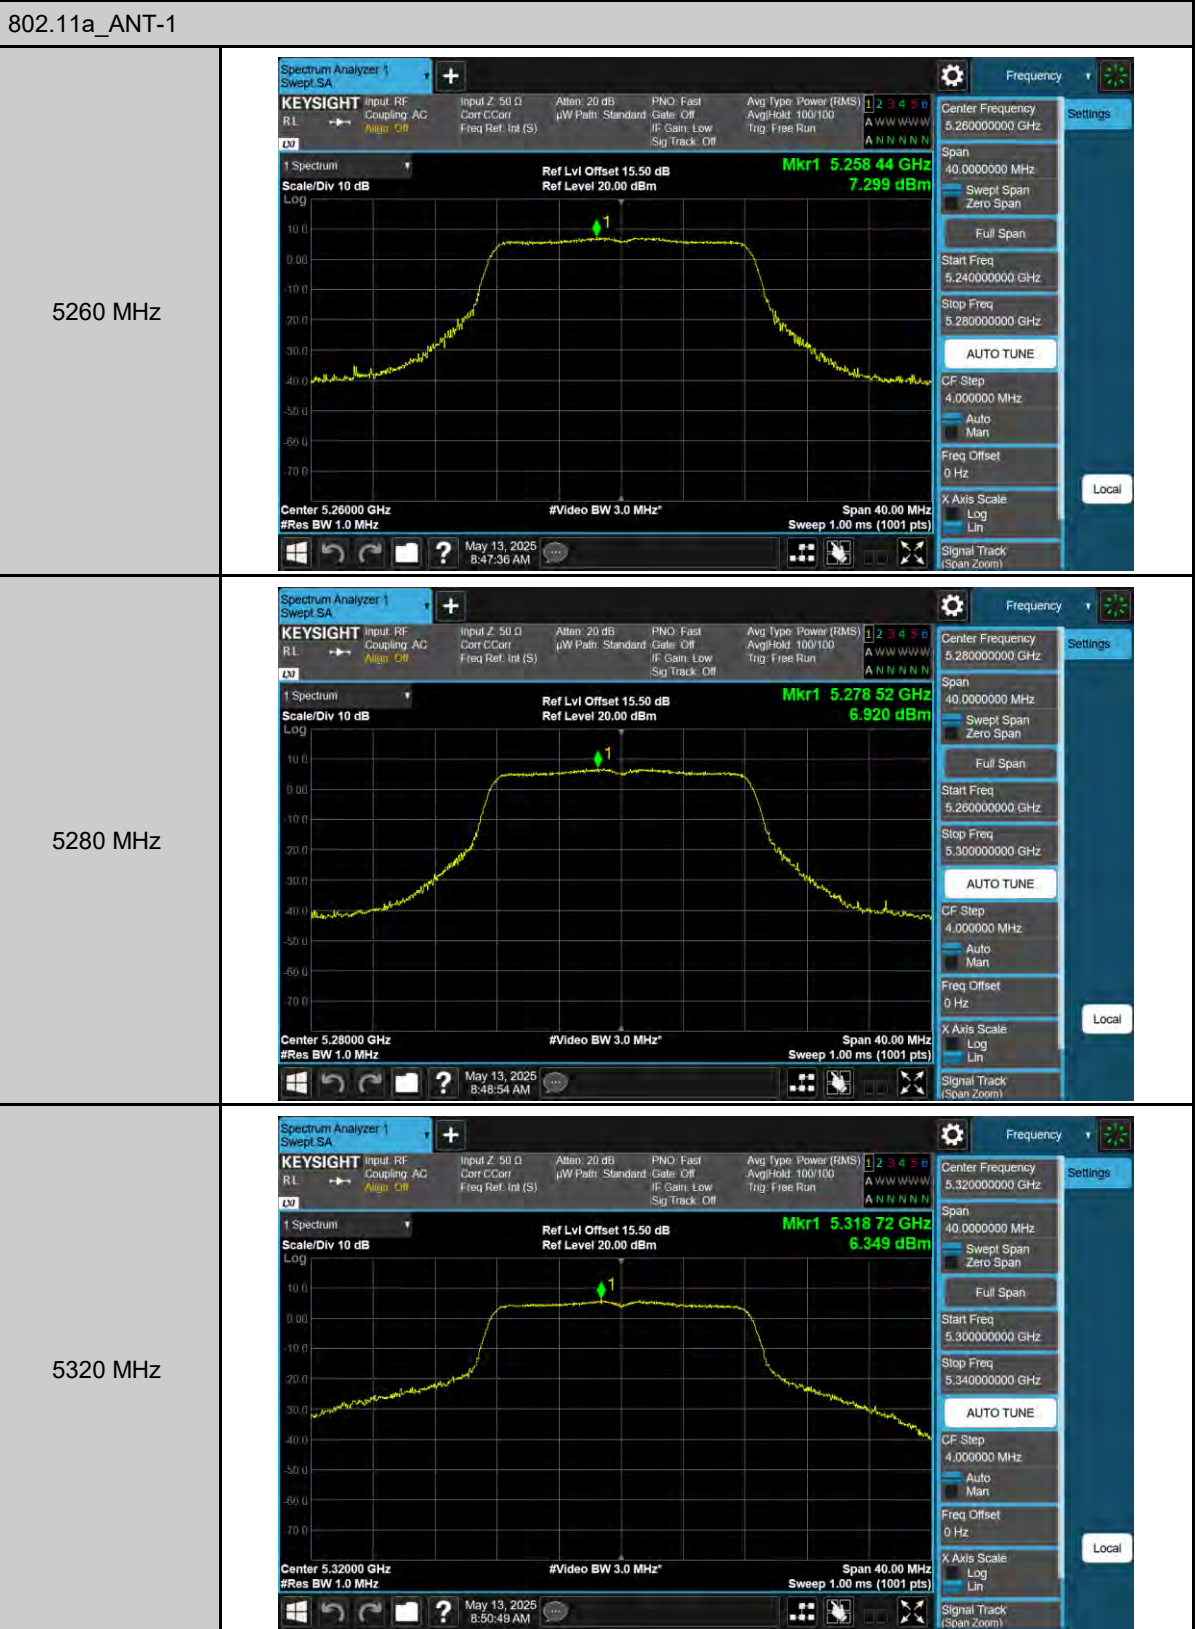 802.11a_ANT-1
5260 MHz
Spectrum Analyzer 1
Swept SA
Frequency
KEYSIGHT
RL
LXI
Input: RF
Coupling: AC
Align: Off
Input Z: 50 Ω
Corr CCorr
Freq Ref: Int (S)
Atten: 20 dB
µW Path: Standard
PNO: Fast
Gate: Off
IF Gain: Low
Sig Track: Off
Avg Type: Power (RMS)
Avg|Hold: 100/100
Trig: Free Run
1 2 3 4 5 6
A W W W W W
A N N N N N
Center Frequency
5.260000000 GHz
Settings
1 Spectrum
Scale/Div 10 dB
Log
Ref Lvl Offset 15.50 dB
Ref Level 20.00 dBm
Mkr1 5.258 44 GHz
7.299 dBm
Span
40.0000000 MHz
Swept Span
Zero Span
Full Span
Start Freq
5.240000000 GHz
Stop Freq
5.280000000 GHz
AUTO TUNE
CF Step
4.000000 MHz
Auto
Man
Freq Offset
0 Hz
X Axis Scale
Log
Lin
Signal Track
(Span Zoom)
Local
1
10.0
0.00
-10.0
-20.0
-30.0
-40.0
-50.0
-60.0
-70.0
Center 5.26000 GHz
#Res BW 1.0 MHz
#Video BW 3.0 MHz*
Span 40.00 MHz
Sweep 1.00 ms (1001 pts)
?
May 13, 2025
8:47:36 AM
5280 MHz
Spectrum Analyzer 1
Swept SA
Frequency
KEYSIGHT
RL
LXI
Input: RF
Coupling: AC
Align: Off
Input Z: 50 Ω
Corr CCorr
Freq Ref: Int (S)
Atten: 20 dB
µW Path: Standard
PNO: Fast
Gate: Off
IF Gain: Low
Sig Track: Off
Avg Type: Power (RMS)
Avg|Hold: 100/100
Trig: Free Run
1 2 3 4 5 6
A W W W W W
A N N N N N
Center Frequency
5.280000000 GHz
Settings
1 Spectrum
Scale/Div 10 dB
Log
Ref Lvl Offset 15.50 dB
Ref Level 20.00 dBm
Mkr1 5.278 52 GHz
6.920 dBm
Span
40.0000000 MHz
Swept Span
Zero Span
Full Span
Start Freq
5.260000000 GHz
Stop Freq
5.300000000 GHz
AUTO TUNE
CF Step
4.000000 MHz
Auto
Man
Freq Offset
0 Hz
X Axis Scale
Log
Lin
Signal Track
(Span Zoom)
Local
1
10.0
0.00
-10.0
-20.0
-30.0
-40.0
-50.0
-60.0
-70.0
Center 5.28000 GHz
#Res BW 1.0 MHz
#Video BW 3.0 MHz*
Span 40.00 MHz
Sweep 1.00 ms (1001 pts)
?
May 13, 2025
8:48:54 AM
5320 MHz
Spectrum Analyzer 1
Swept SA
Frequency
KEYSIGHT
RL
LXI
Input: RF
Coupling: AC
Align: Off
Input Z: 50 Ω
Corr CCorr
Freq Ref: Int (S)
Atten: 20 dB
µW Path: Standard
PNO: Fast
Gate: Off
IF Gain: Low
Sig Track: Off
Avg Type: Power (RMS)
Avg|Hold: 100/100
Trig: Free Run
1 2 3 4 5 6
A W W W W W
A N N N N N
Center Frequency
5.320000000 GHz
Settings
1 Spectrum
Scale/Div 10 dB
Log
Ref Lvl Offset 15.50 dB
Ref Level 20.00 dBm
Mkr1 5.318 72 GHz
6.349 dBm
Span
40.0000000 MHz
Swept Span
Zero Span
Full Span
Start Freq
5.300000000 GHz
Stop Freq
5.340000000 GHz
AUTO TUNE
CF Step
4.000000 MHz
Auto
Man
Freq Offset
0 Hz
X Axis Scale
Log
Lin
Signal Track
(Span Zoom)
Local
1
10.0
0.00
-10.0
-20.0
-30.0
-40.0
-50.0
-60.0
-70.0
Center 5.32000 GHz
#Res BW 1.0 MHz
#Video BW 3.0 MHz*
Span 40.00 MHz
Sweep 1.00 ms (1001 pts)
?
May 13, 2025
8:50:49 AM